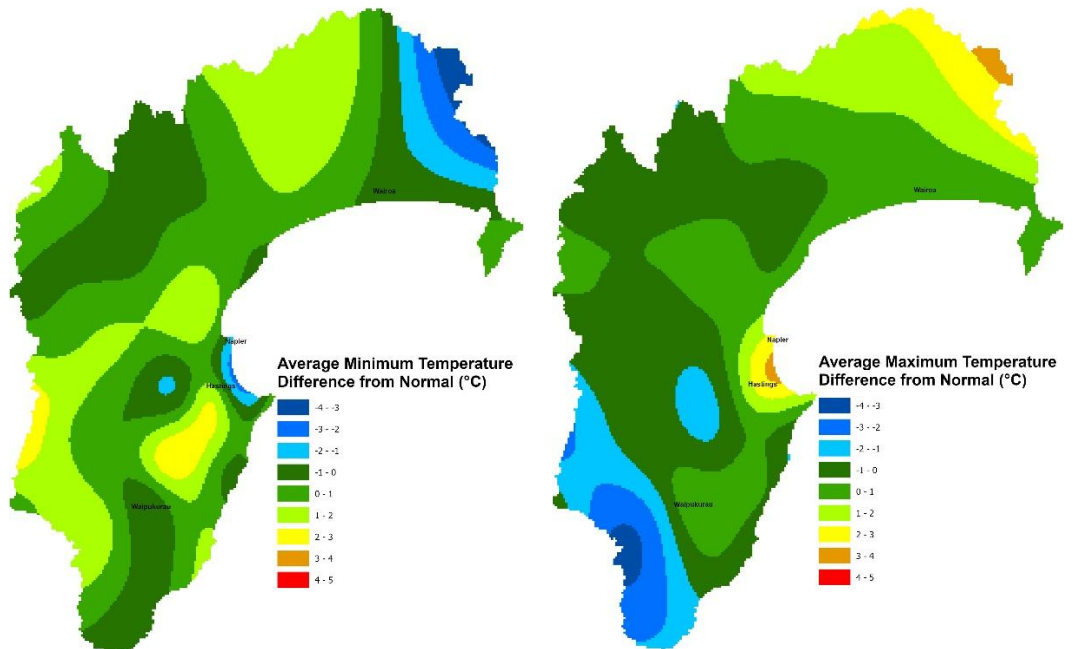 Wairoa
Napier
Hastings
Waipukurau
Average Minimum Temperature
Difference from Normal (°C)
-4 - -3
-3 - -2
-2 - -1
-1 - 0
0 - 1
1 - 2
2 - 3
3 - 4
4 - 5
Wairoa
Napier
Hastings
Waipukurau
Average Maximum Temperature
Difference from Normal (°C)
-4 - -3
-3 - -2
-2 - -1
-1 - 0
0 - 1
1 - 2
2 - 3
3 - 4
4 - 5